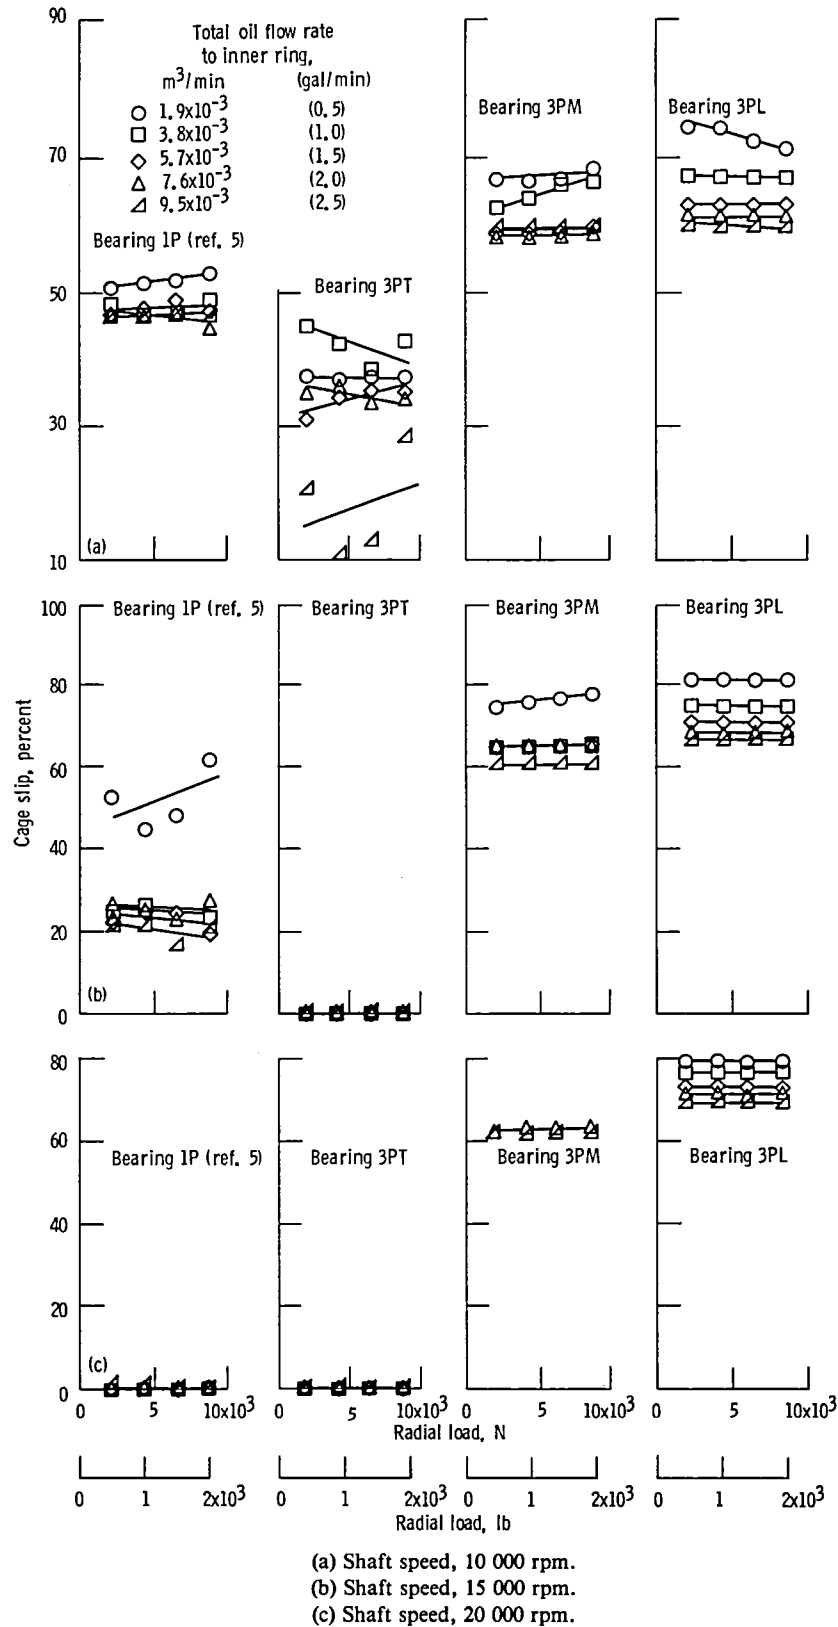 90
Total oil flow rate
to inner ring,
m³/min (gal/min)
1.9x10⁻³ (0.5)
3.8x10⁻³ (1.0)
5.7x10⁻³ (1.5)
7.6x10⁻³ (2.0)
9.5x10⁻³ (2.5)
Bearing 3PM
Bearing 3PL
70
Bearing 1P (ref. 5)
Bearing 3PT
50
30
(a)
10
100
Bearing 1P (ref. 5)
Bearing 3PT
Bearing 3PM
Bearing 3PL
80
60
40
20
(b)
0
Cage slip, percent
80
60
Bearing 1P (ref. 5)
Bearing 3PT
Bearing 3PM
Bearing 3PL
40
20
(c)
0
0 5 10x10³ 0 5 10x10³ 0 5 10x10³ 0 5 10x10³
Radial load, N
0 1 2x10³ 0 1 2x10³ 0 1 2x10³ 0 1 2x10³
Radial load, lb
(a) Shaft speed, 10 000 rpm.
(b) Shaft speed, 15 000 rpm.
(c) Shaft speed, 20 000 rpm.